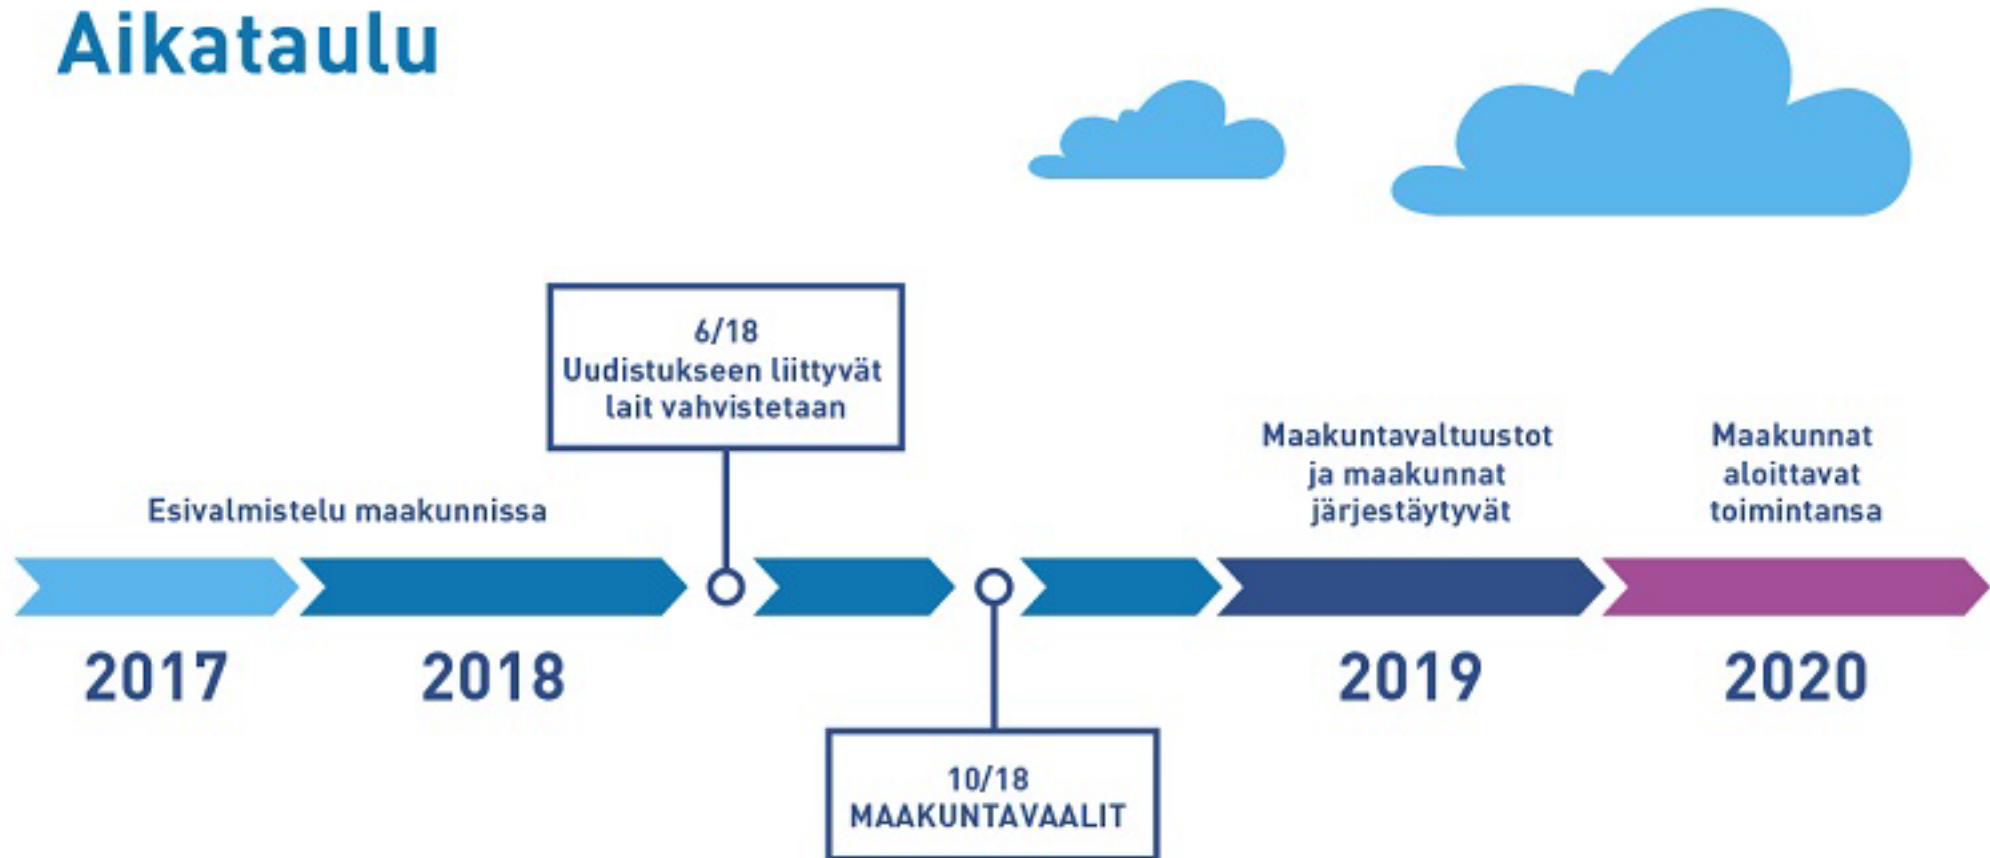 Aikataulu
6/18
Uudistukseen liittyvät
lait vahvistetaan
Esivalmistelu maakunnissa
Maakuntavaltuustot
ja maakunnat
järjestäytyvät
Maakunnat
aloittavat
toimintansa
2017
2018
2019
2020
10/18
MAAKUNTAVAALIT